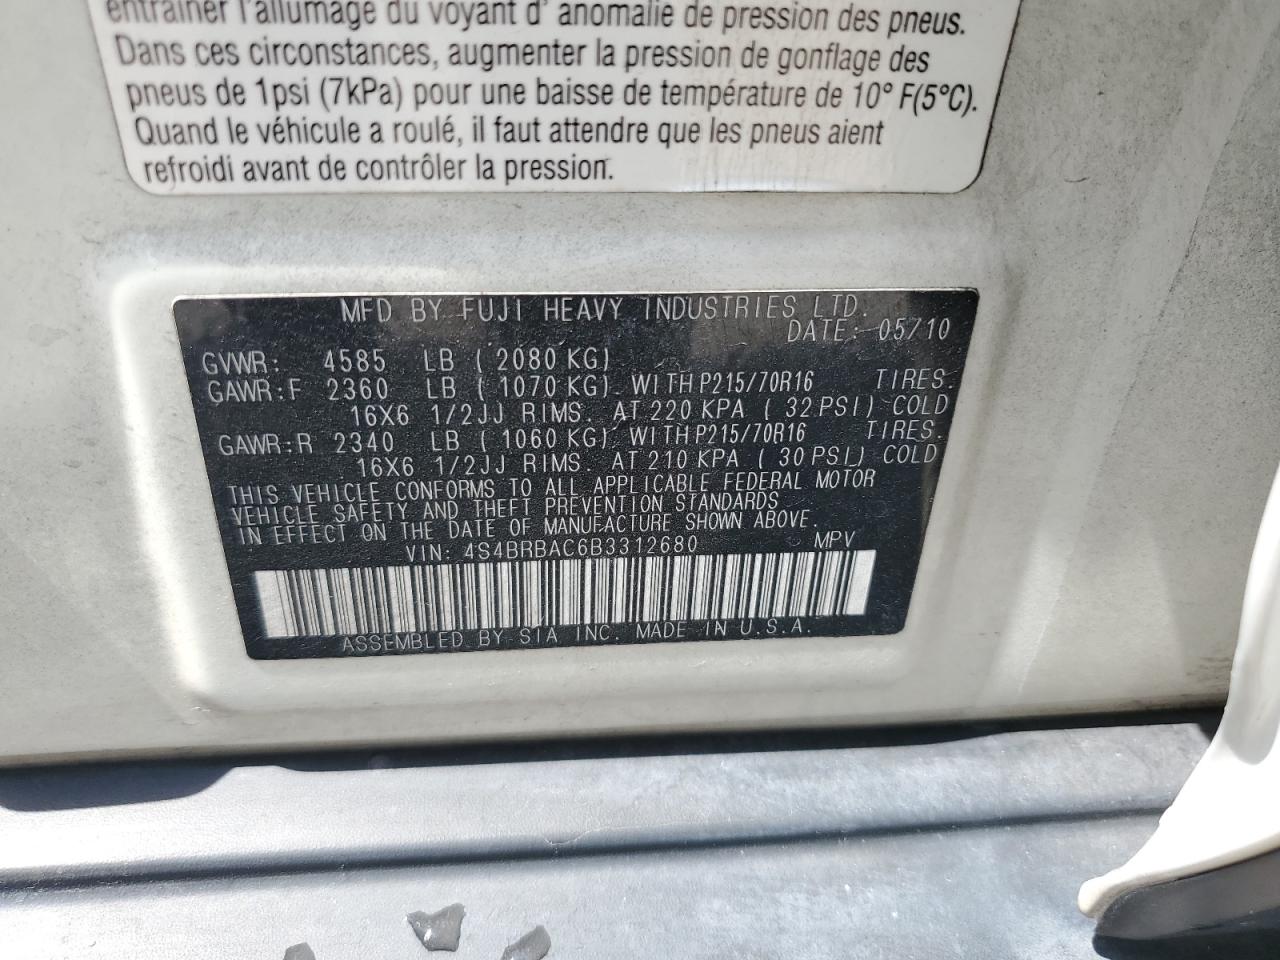 entraîner l'allumage du voyant d' anomalie de pression des pneus.
Dans ces circonstances, augmenter la pression de gonflage des
pneus de 1psi (7kPa) pour une baisse de température de 10° F(5°C).
Quand le véhicule a roulé, il faut attendre que les pneus aient
refroidi avant de contrôler la pression.
MFD BY FUJI HEAVY INDUSTRIES LTD.
DATE: 05/10
GVWR: 4585 LB ( 2080 KG)
GAWR:F 2360 LB ( 1070 KG) WITH P215/70R16 TIRES.
16X6 1/2JJ RIMS. AT 220 KPA ( 32 PSI) COLD
GAWR:R 2340 LB ( 1060 KG) WITH P215/70R16 TIRES.
16X6 1/2JJ RIMS. AT 210 KPA ( 30 PSI) COLD
THIS VEHICLE CONFORMS TO ALL APPLICABLE FEDERAL MOTOR
VEHICLE SAFETY AND THEFT PREVENTION STANDARDS
IN EFFECT ON THE DATE OF MANUFACTURE SHOWN ABOVE.
VIN: 4S4BRBAC6B3312680 MPV
ASSEMBLED BY SIA INC. MADE IN U.S.A.